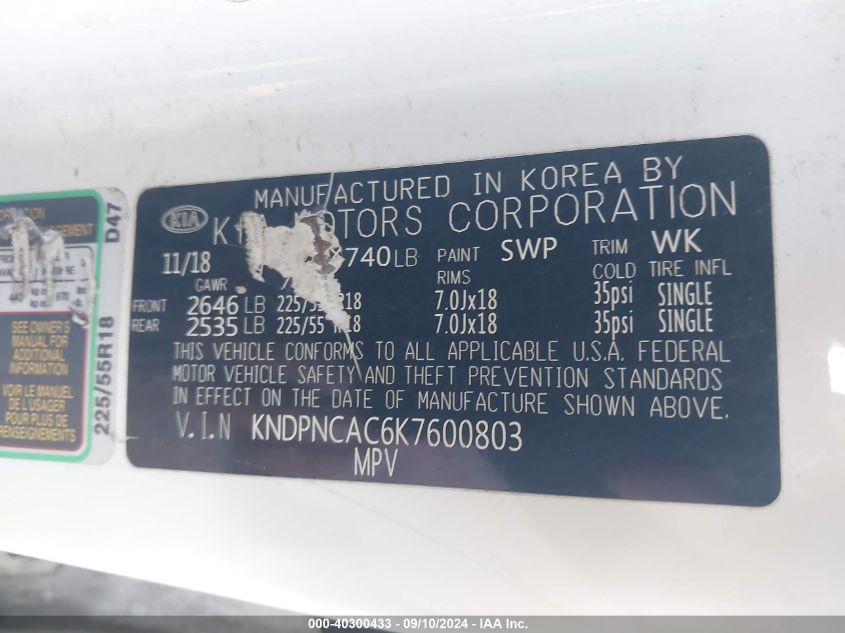 MANUFACTURED IN KOREA BY
KIA MOTORS CORPORATION
11/18 740LB PAINT SWP TRIM WK
GAWR RIMS COLD TIRE INFL
FRONT 2646 LB 225/55 R18 7.0Jx18 35psi SINGLE
REAR 2535 LB 225/55 R18 7.0Jx18 35psi SINGLE
THIS VEHICLE CONFORMS TO ALL APPLICABLE U.S.A. FEDERAL
MOTOR VEHICLE SAFETY AND THEFT PREVENTION STANDARDS
IN EFFECT ON THE DATE OF MANUFACTURE SHOWN ABOVE.
V.I.N KNDPNCAC6K7600803
MPV
SEE OWNER'S
MANUAL FOR
ADDITIONAL
INFORMATION
VOIR LE MANUEL
DE L'USAGER
POUR PLUS DE
RENSEIGNEMENTS
225/55R18 D47
000-40300433 - 09/10/2024 - IAA Inc.